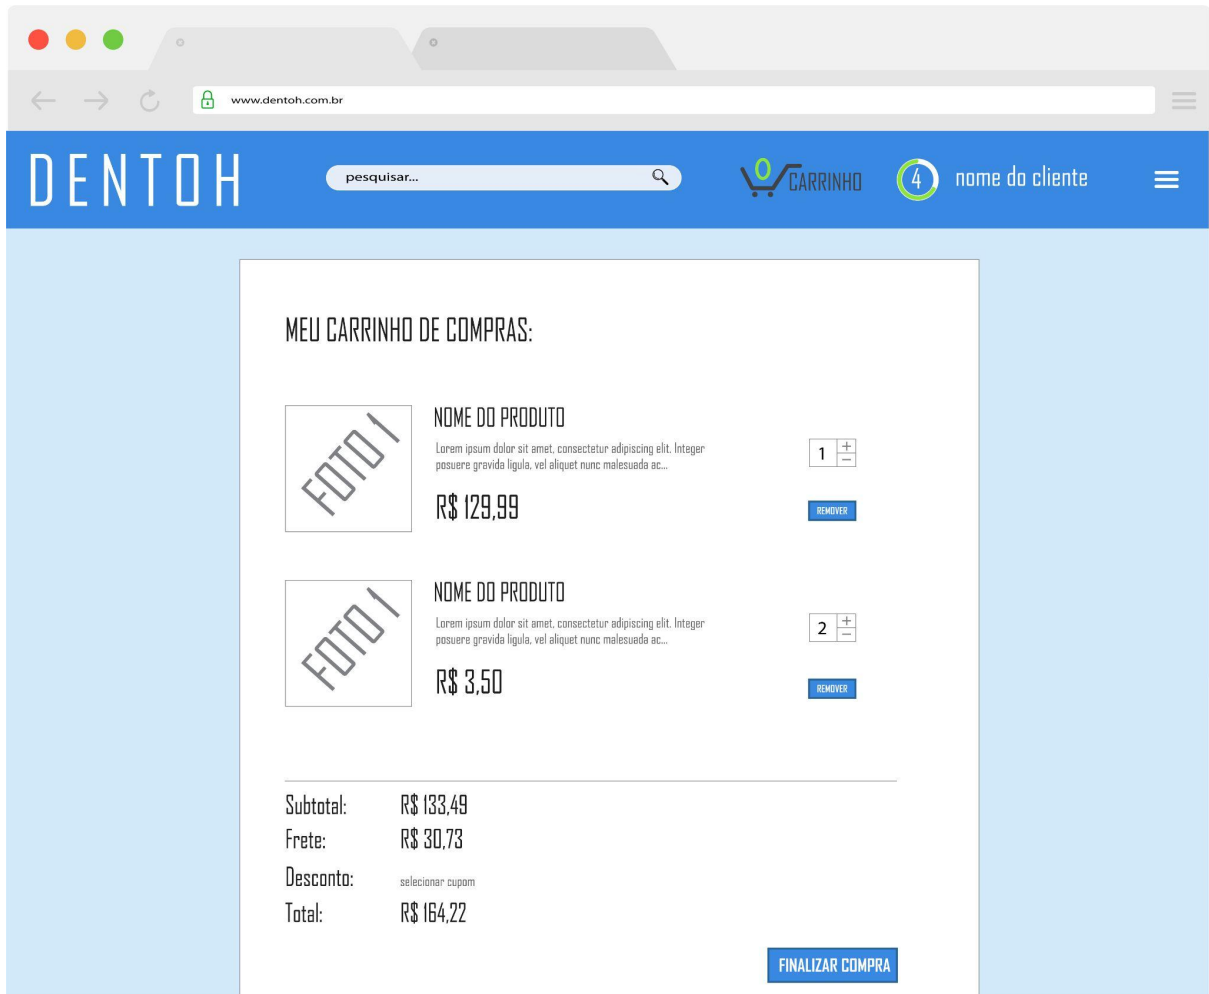 www.dentoh.com.br
DENTOH
pesquisar...
0
CARRINHO
4
nome do cliente
MEU CARRINHO DE COMPRAS:
FOTO 1
NOME DO PRODUTO
Lorem ipsum dolor sit amet, consectetur adipiscing elit. Integer
posuere gravida ligula, vel aliquet nunc malesuada ac...
R$ 129,99
1 + −
REMOVER
FOTO 1
NOME DO PRODUTO
Lorem ipsum dolor sit amet, consectetur adipiscing elit. Integer
posuere gravida ligula, vel aliquet nunc malesuada ac...
R$ 3,50
2 + −
REMOVER
Subtotal: R$ 133,49
Frete: R$ 30,73
Desconto: selecionar cupom
Total: R$ 164,22
FINALIZAR COMPRA